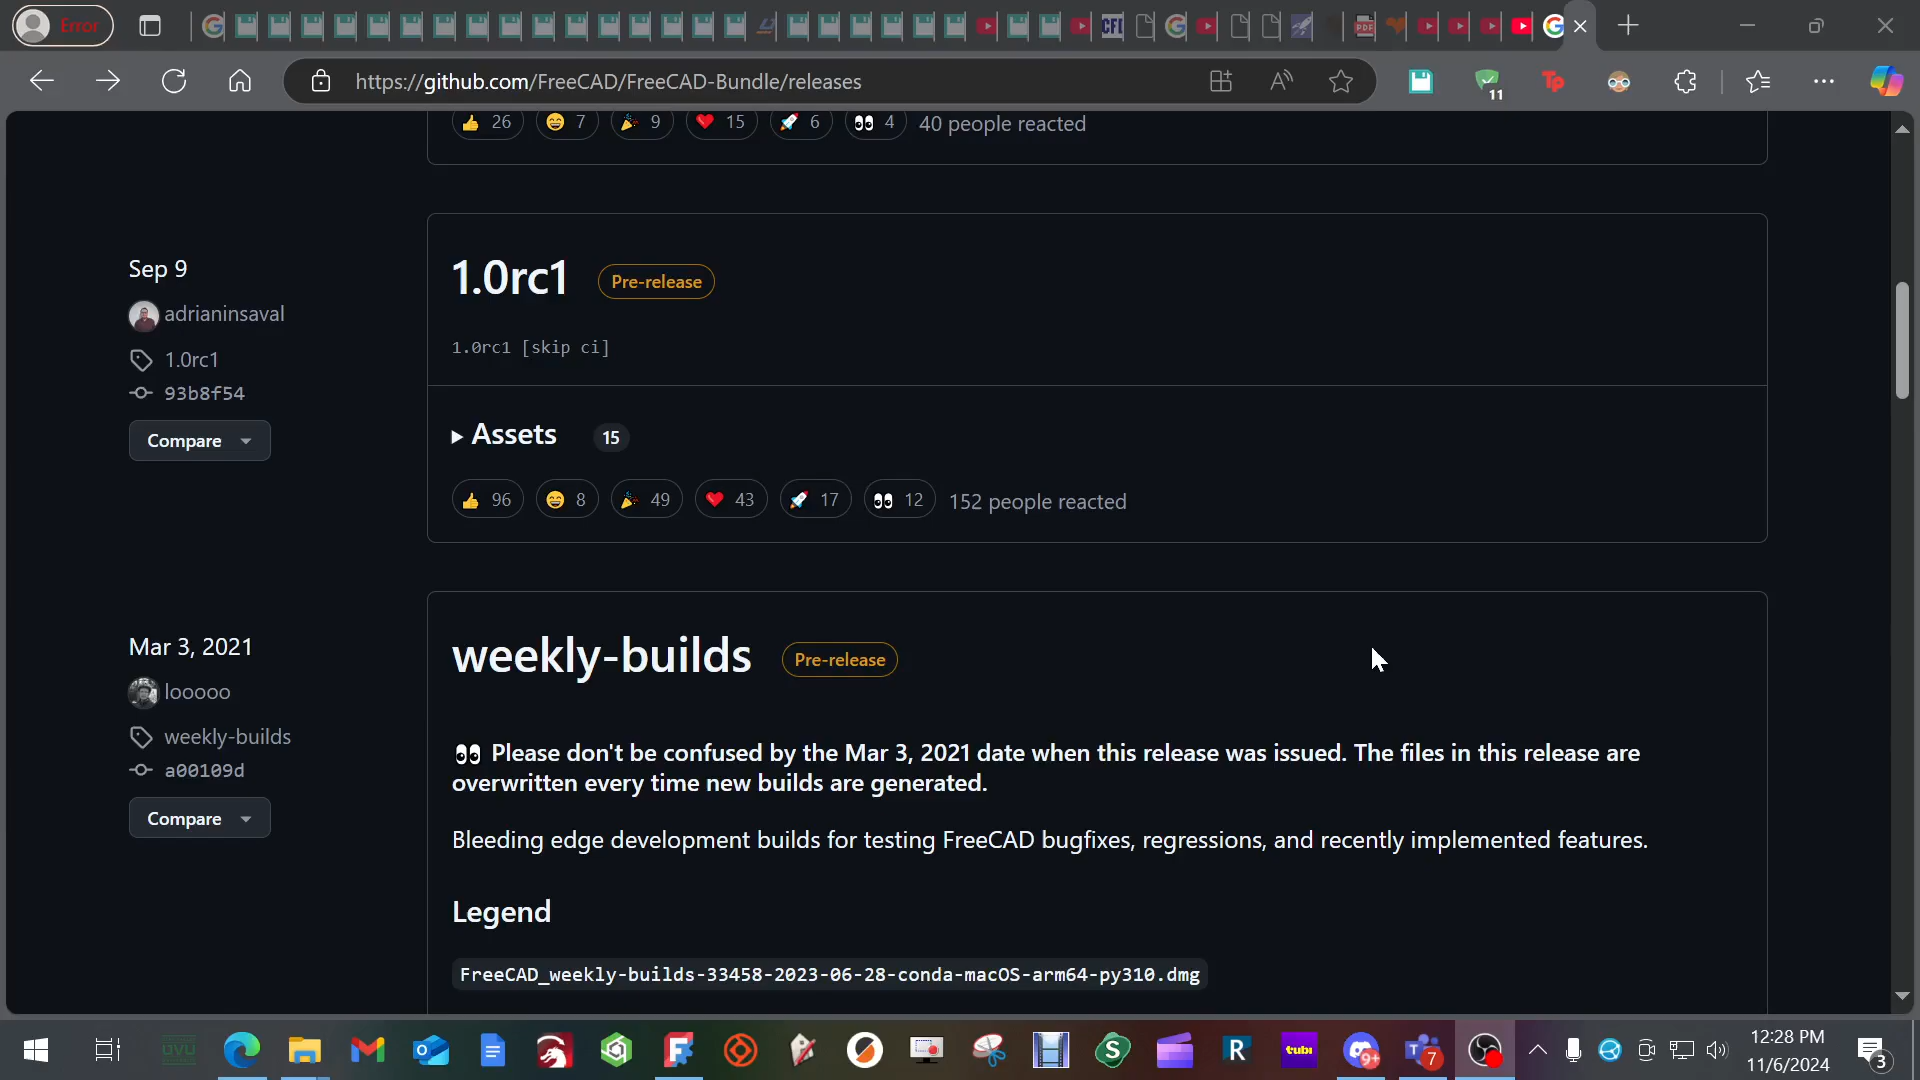 Error
https://github.com/FreeCAD/FreeCAD-Bundle/releases
11
26 7 9 15 6 4 40 people reacted
Sep 9
adrianinsaval
1.0rc1
93b8f54
Compare
1.0rc1 Pre-release
1.0rc1 [skip ci]
Assets 15
96 8 49 43 17 12 152 people reacted
Mar 3, 2021
looooo
weekly-builds
a00109d
Compare
weekly-builds Pre-release
Please don't be confused by the Mar 3, 2021 date when this release was issued. The files in this release are
overwritten every time new builds are generated.
Bleeding edge development builds for testing FreeCAD bugfixes, regressions, and recently implemented features.
Legend
FreeCAD_weekly-builds-33458-2023-06-28-conda-macOS-arm64-py310.dmg
UVU
tubi
9+
7
12:28 PM
11/6/2024
3